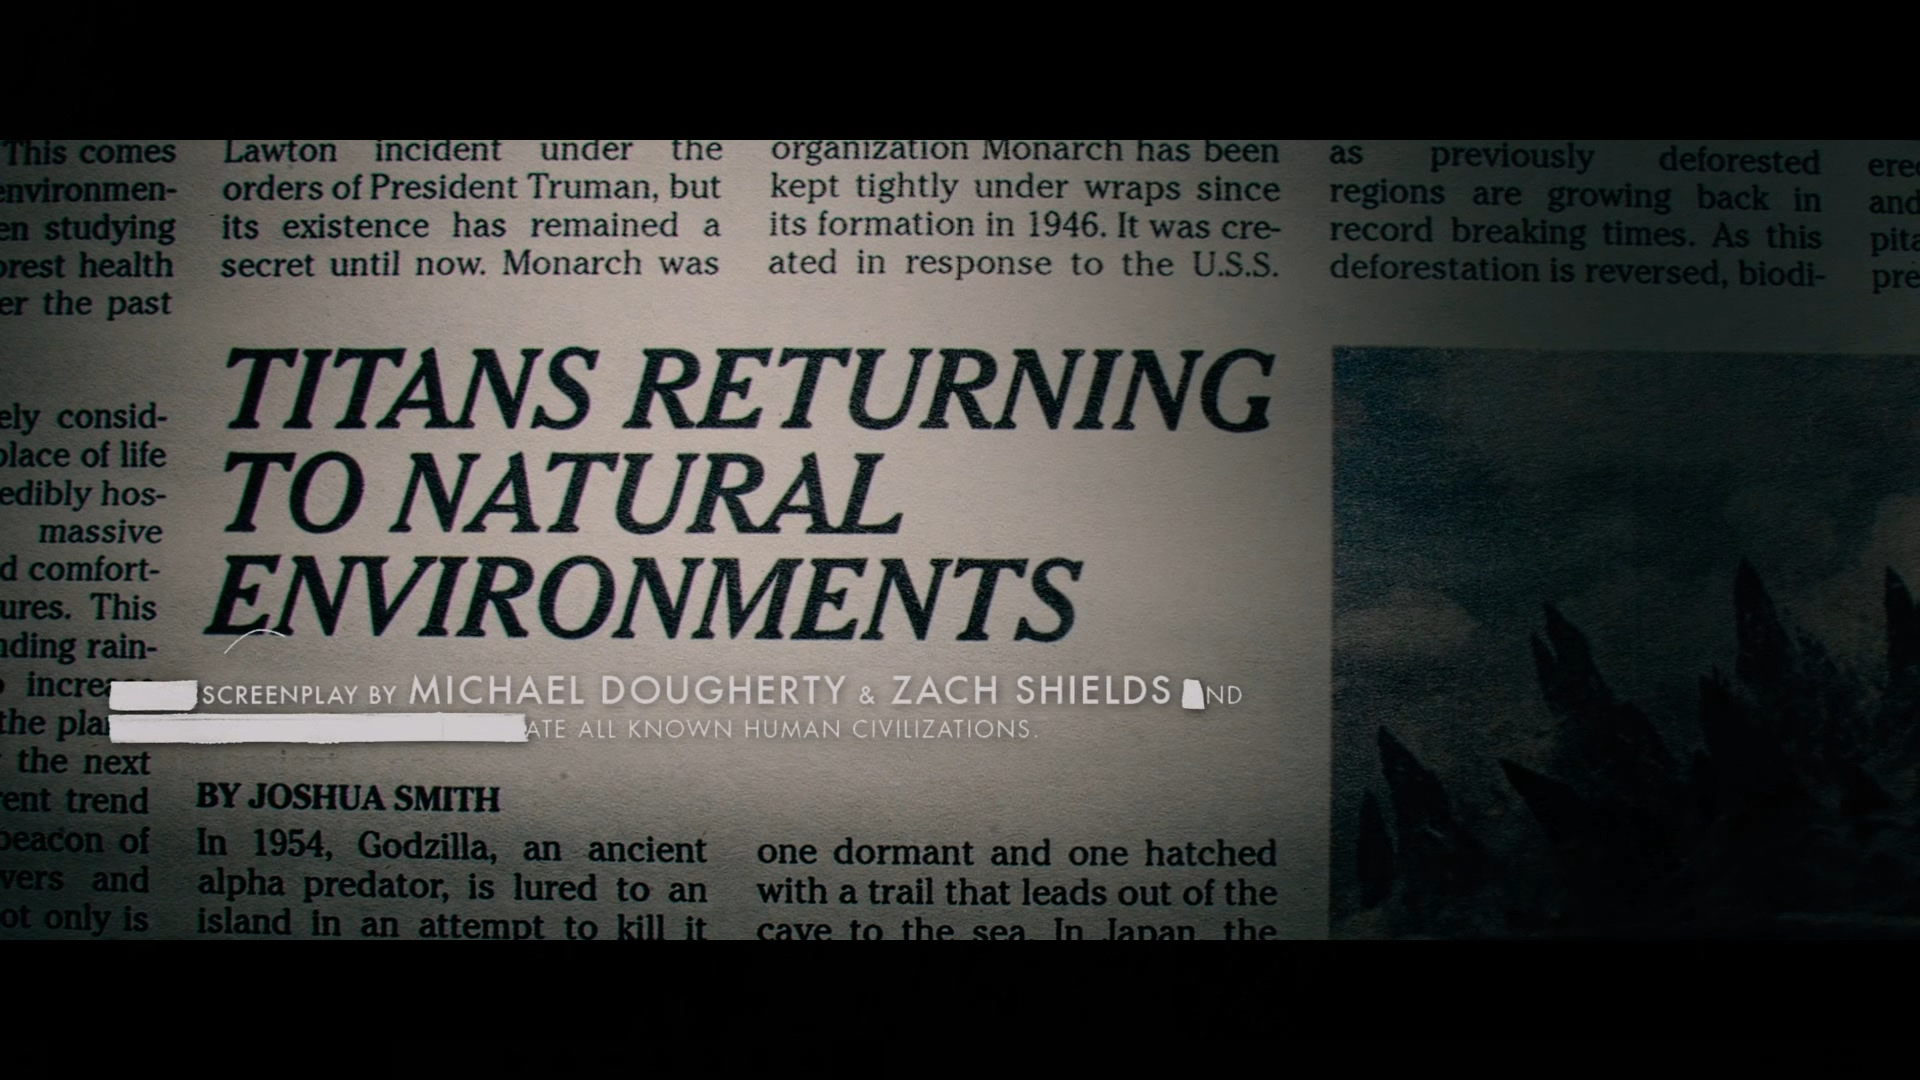 This comes
environmen-
en studying
orest health
er the past
ely consid-
place of life
edibly hos-
massive
d comfort-
ures. This
nding rain-
the next
rent trend
beacon of
vers and
ot only is
Lawton incident under the
orders of President Truman, but
its existence has remained a
secret until now. Monarch was
organization Monarch has been
kept tightly under wraps since
its formation in 1946. It was cre-
ated in response to the U.S.S.
as previously deforested
regions are growing back in
record breaking times. As this
deforestation is reversed, biodi-
ered
and
pita
pre
TITANS RETURNING
TO NATURAL
ENVIRONMENTS
SCREENPLAY BY MICHAEL DOUGHERTY & ZACH SHIELDS ND
ATE ALL KNOWN HUMAN CIVILIZATIONS.
BY JOSHUA SMITH
In 1954, Godzilla, an ancient
alpha predator, is lured to an
island in an attempt to kill it
one dormant and one hatched
with a trail that leads out of the
cave to the sea. In Japan, the